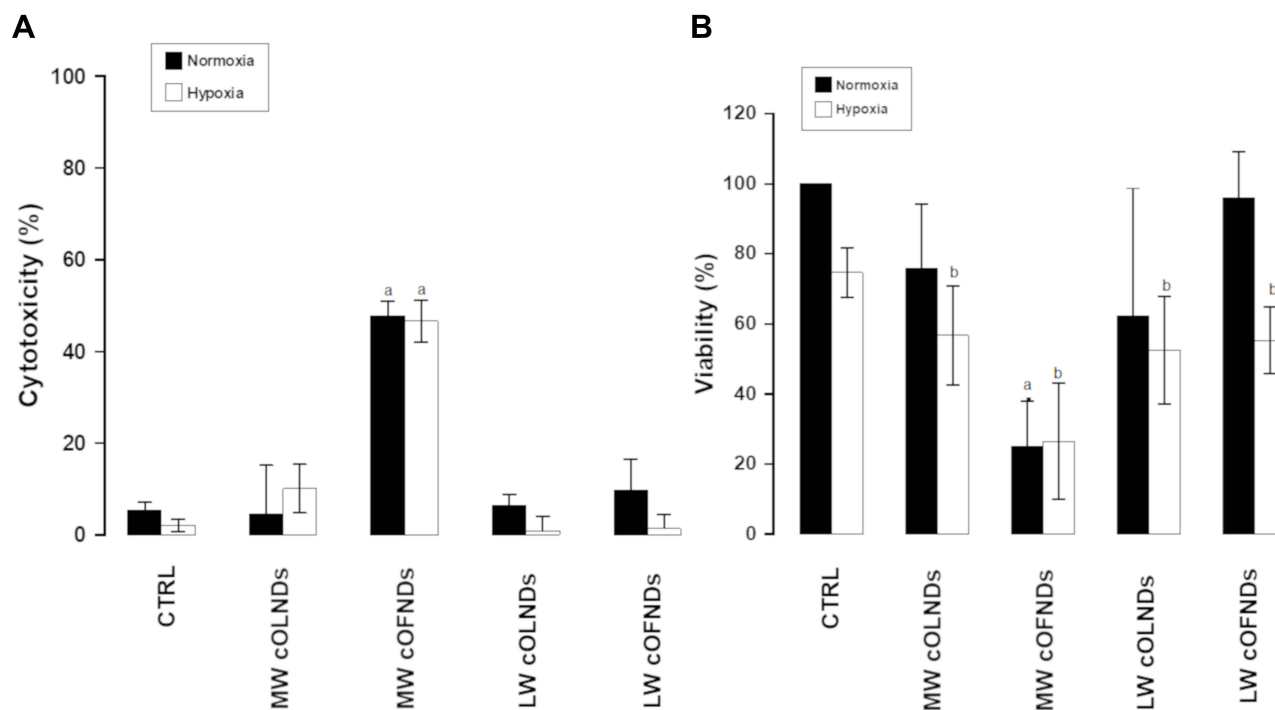 A
Normoxia
Hypoxia
100
80
60
40
20
0
Cytotoxicity (%)
a a
CTRL
MW cOLNDs
MW cOFNDs
LW cOLNDs
LW cOFNDs
B
Normoxia
Hypoxia
120
100
80
60
40
20
0
Viability (%)
b
a b
b
b
CTRL
MW cOLNDs
MW cOFNDs
LW cOLNDs
LW cOFNDs